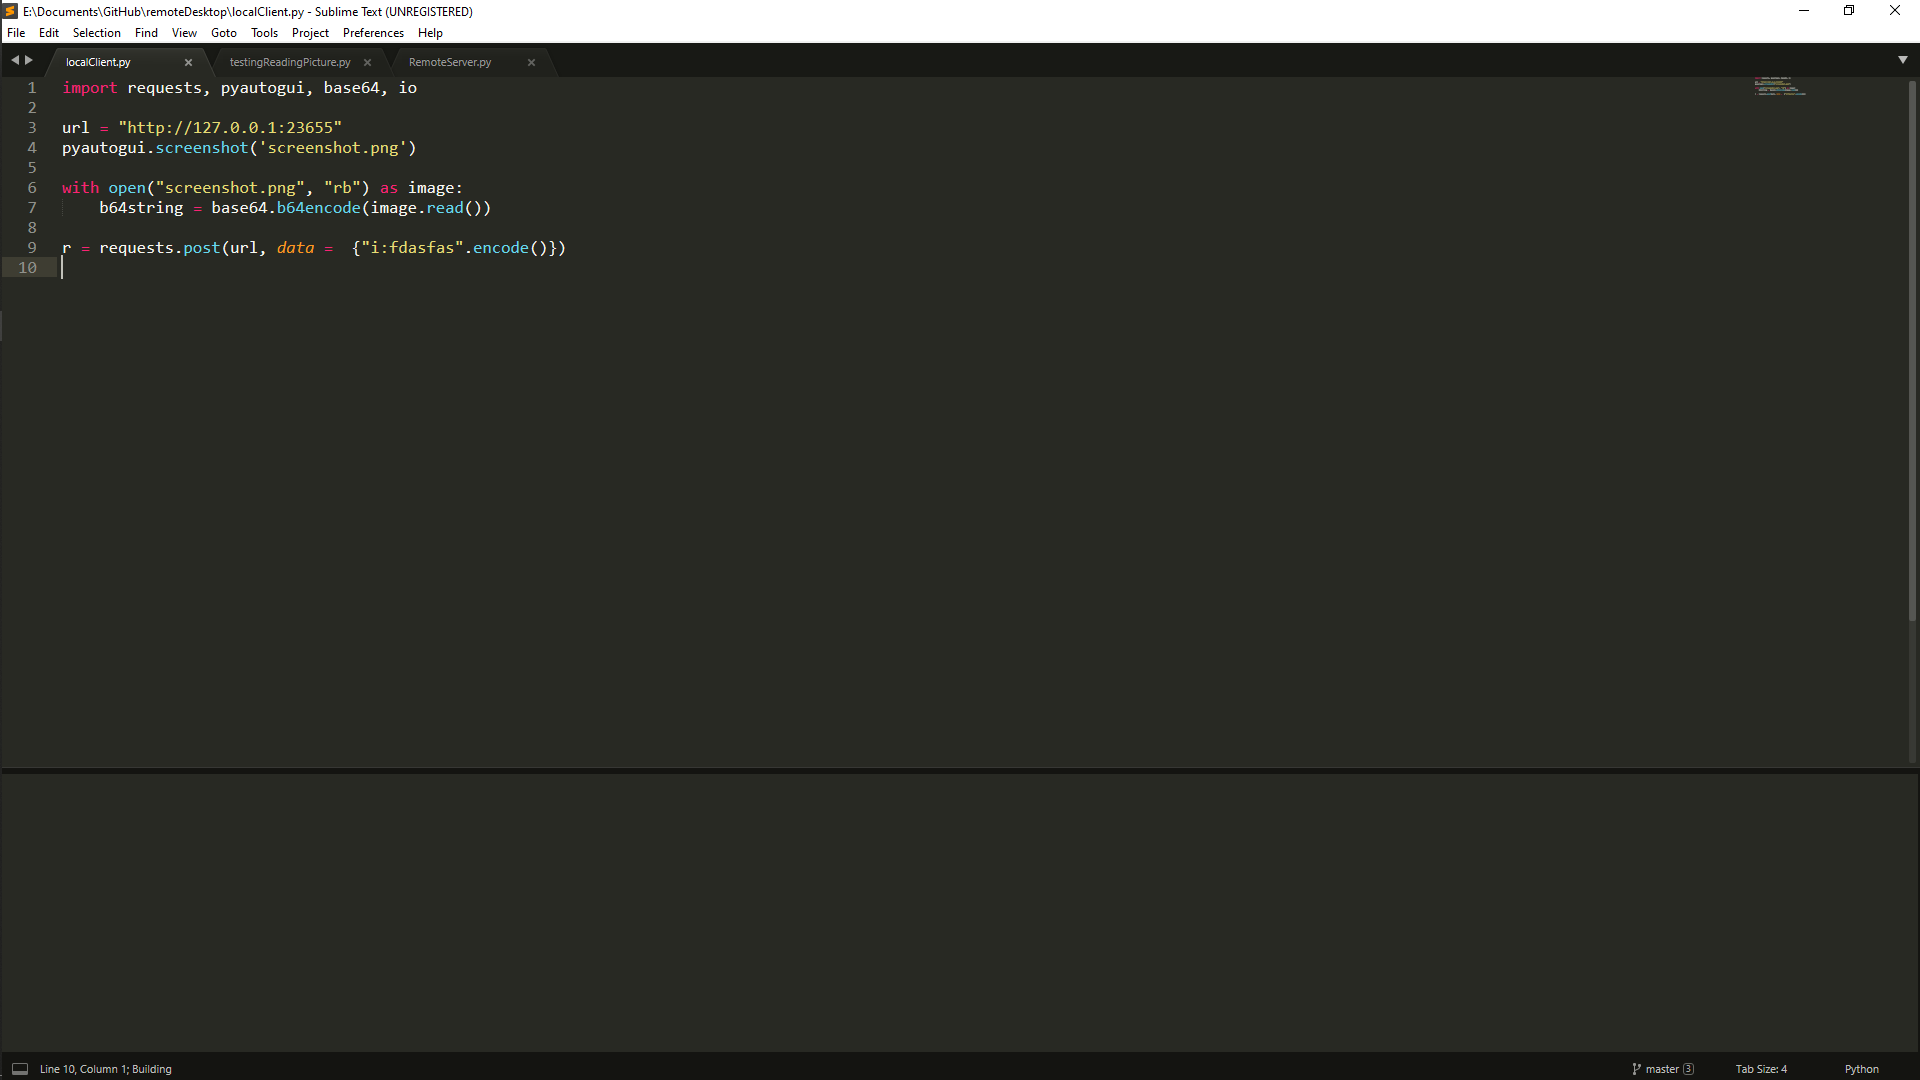 E:\Documents\GitHub\remoteDesktop\localClient.py - Sublime Text (UNREGISTERED)
File Edit Selection Find View Goto Tools Project Preferences Help
localClient.py testingReadingPicture.py RemoteServer.py
1 import requests, pyautogui, base64, io
2
3 url = "http://127.0.0.1:23655"
4 pyautogui.screenshot('screenshot.png')
5
6 with open("screenshot.png", "rb") as image:
7     b64string = base64.b64encode(image.read())
8
9 r = requests.post(url, data =  {"i:fdasfas".encode()})
10
Line 10, Column 1; Building master 3 Tab Size: 4 Python